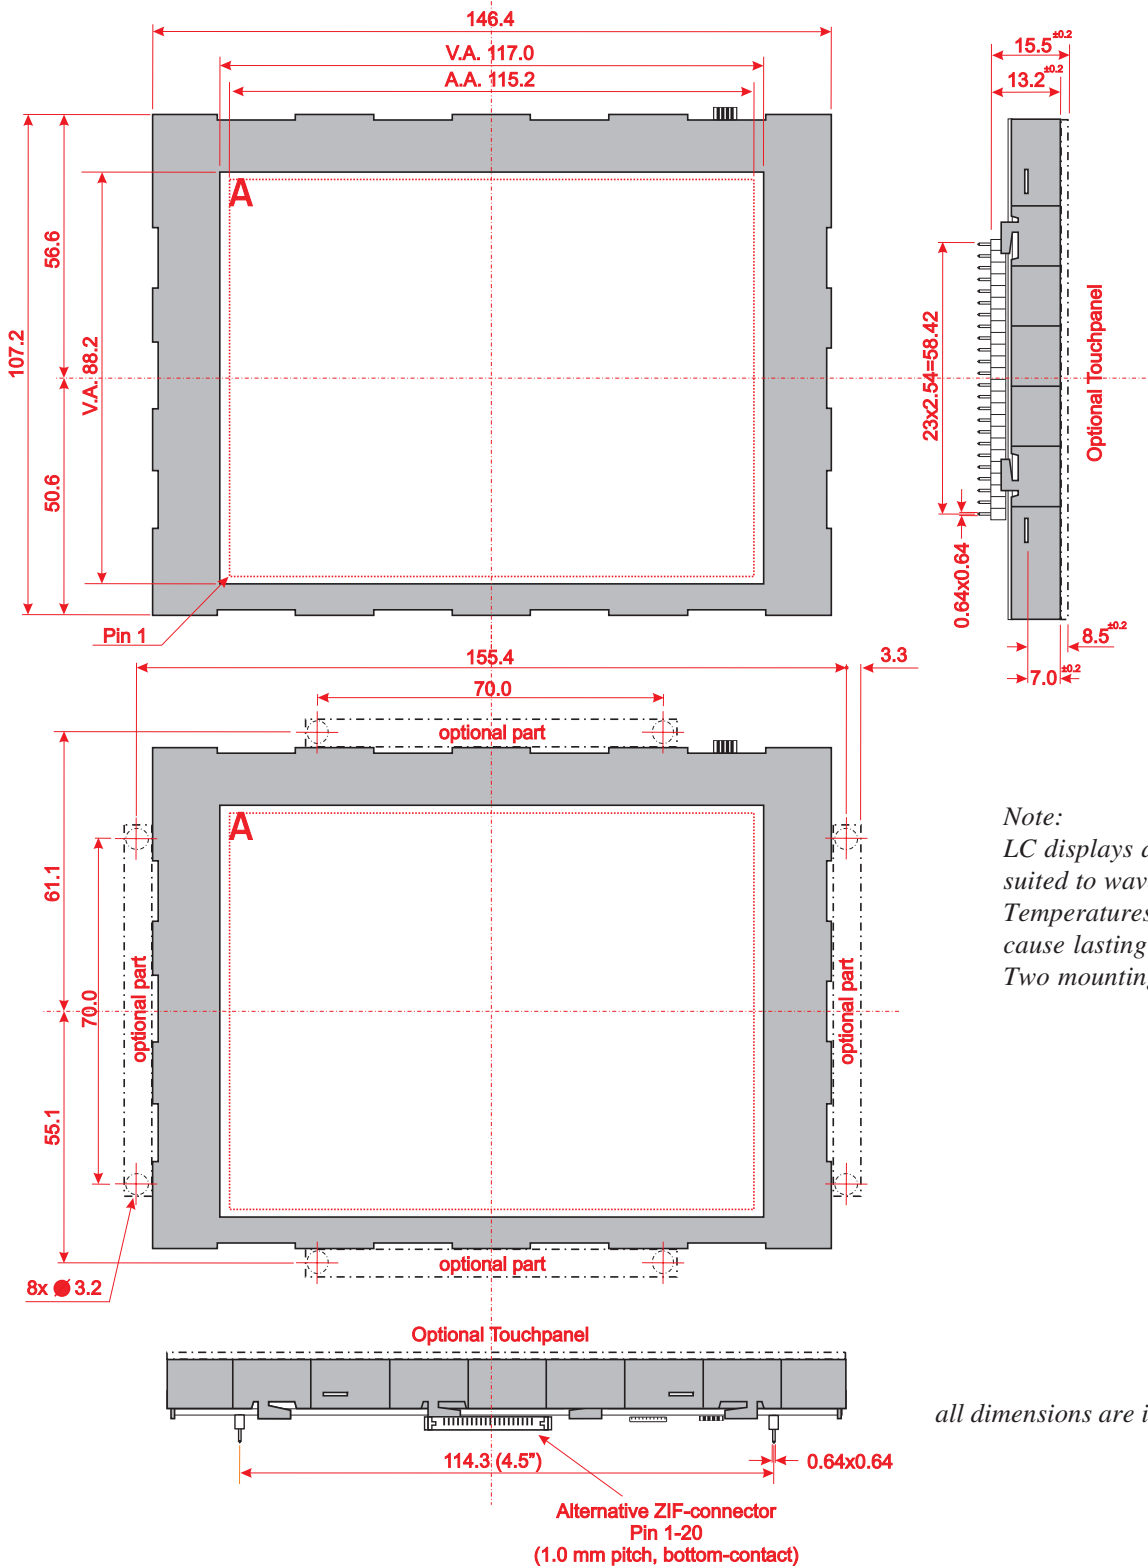 146.4
V.A. 117.0
A.A. 115.2
15.5 ±0.2
13.2 ±0.2
A
56.6
107.2
V.A. 88.2
50.6
23x2.54=58.42
Optional Touchpanel
0.64x0.64
8.5 ±0.2
7.0 ±0.2
Pin 1
155.4
3.3
70.0
optional part
A
61.1
70.0
optional part
optional part
55.1
optional part
8x ⌀ 3.2
Note:
LC displays
suited to
Temperatures
cause lasting
Two mounting
Optional Touchpanel
all dimensions are
114.3 (4.5")
0.64x0.64
Alternative ZIF-connector
Pin 1-20
(1.0 mm pitch, bottom-contact)